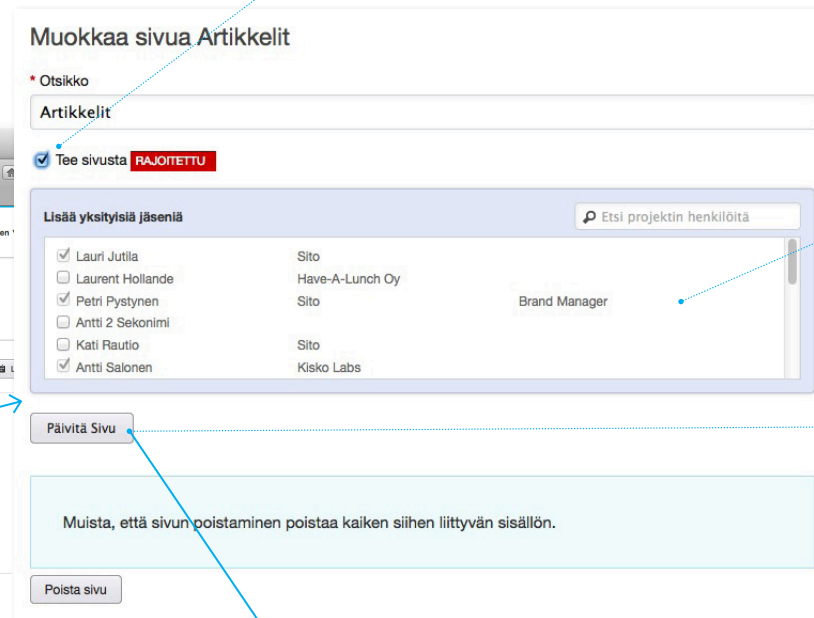 Muokkaa sivua Artikkelit
* Otsikko
Artikkelit
Tee sivusta RAJOITETTU
Lisää yksityisiä jäseniä
Etsi projektin henkilöitä
Lauri Jutila Sito
Laurent Hollande Have-A-Lunch Oy
Petri Pystynen Sito Brand Manager
Antti 2 Sekonimi
Kati Rautio Sito
Antti Salonen Kisko Labs
Päivitä Sivu
Muista, että sivun poistaminen poistaa kaiken siihen liittyvän sisällön.
Poista sivu